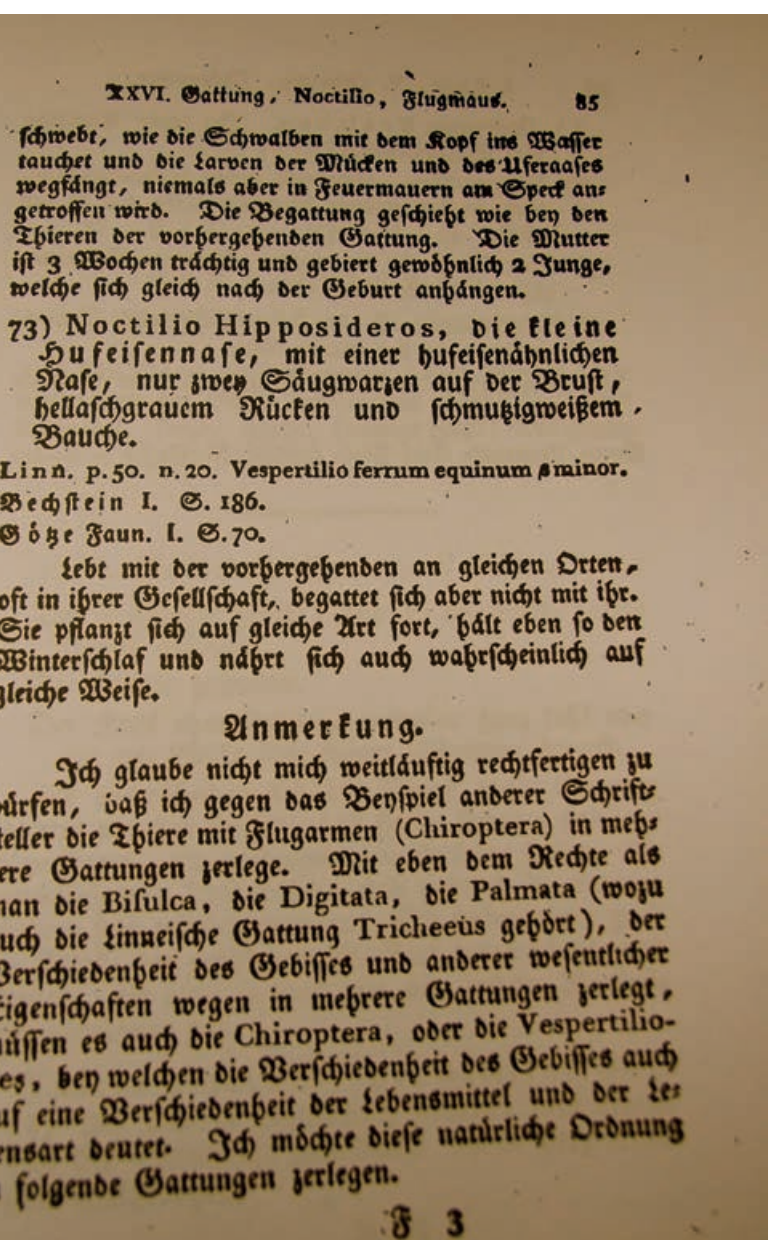 XXVI. Gattung, Noctilio, Flugmaus. 85
schwebt, wie die Schwalben mit dem Kopf ins Wasser
tauchet und die Larven der Mücken und des Uferaases
wegfängt, niemals aber in Feuermauern am Speck an-
getroffen wird. Die Begattung geschieht wie bey den
Thieren der vorhergehenden Gattung. Die Mutter
ist 3 Wochen trächtig und gebiert gewöhnlich 2 Junge,
welche sich gleich nach der Geburt anhängen.
73) Noctilio Hipposideros, die kleine
Hufeisennase, mit einer hufeisenähnlichen
Nase, nur zwey Säugwarzen auf der Brust,
hellaschgrauem Rücken und schmutzigweißem
Bauche.
Linn. p. 50. n. 20. Vespertilio ferrum equinum minor.
Bechstein I. S. 186.
Götze Faun. I. S. 70.
Lebt mit der vorhergehenden an gleichen Orten,
oft in ihrer Gesellschaft, begattet sich aber nicht mit ihr.
Sie pflanzt sich auf gleiche Art fort, hält eben so den
Winterschlaf und nährt sich auch wahrscheinlich auf
gleiche Weise.
Anmerkung.
Ich glaube nicht mich weitläuftig rechtfertigen zu
ürfen, daß ich gegen das Beyspiel anderer Schrift-
teller die Thiere mit Flugarmen (Chiroptera) in meh-
ere Gattungen zerlege. Mit eben dem Rechte als
nan die Bisulca, die Digitata, die Palmata (wozu
uch die Linneische Gattung Tricheeus gehört), der
Verschiedenheit des Gebisses und anderer wesentlicher
Eigenschaften wegen in mehrere Gattungen zerlegt,
müssen es auch die Chiroptera, oder die Vespertilio-
es, bey welchen die Verschiedenheit des Gebisses auch
uf eine Verschiedenheit der Lebensmittel und der Le-
ensart deutet. Ich möchte diese natürliche Ordnung
folgende Gattungen zerlegen.
F 3